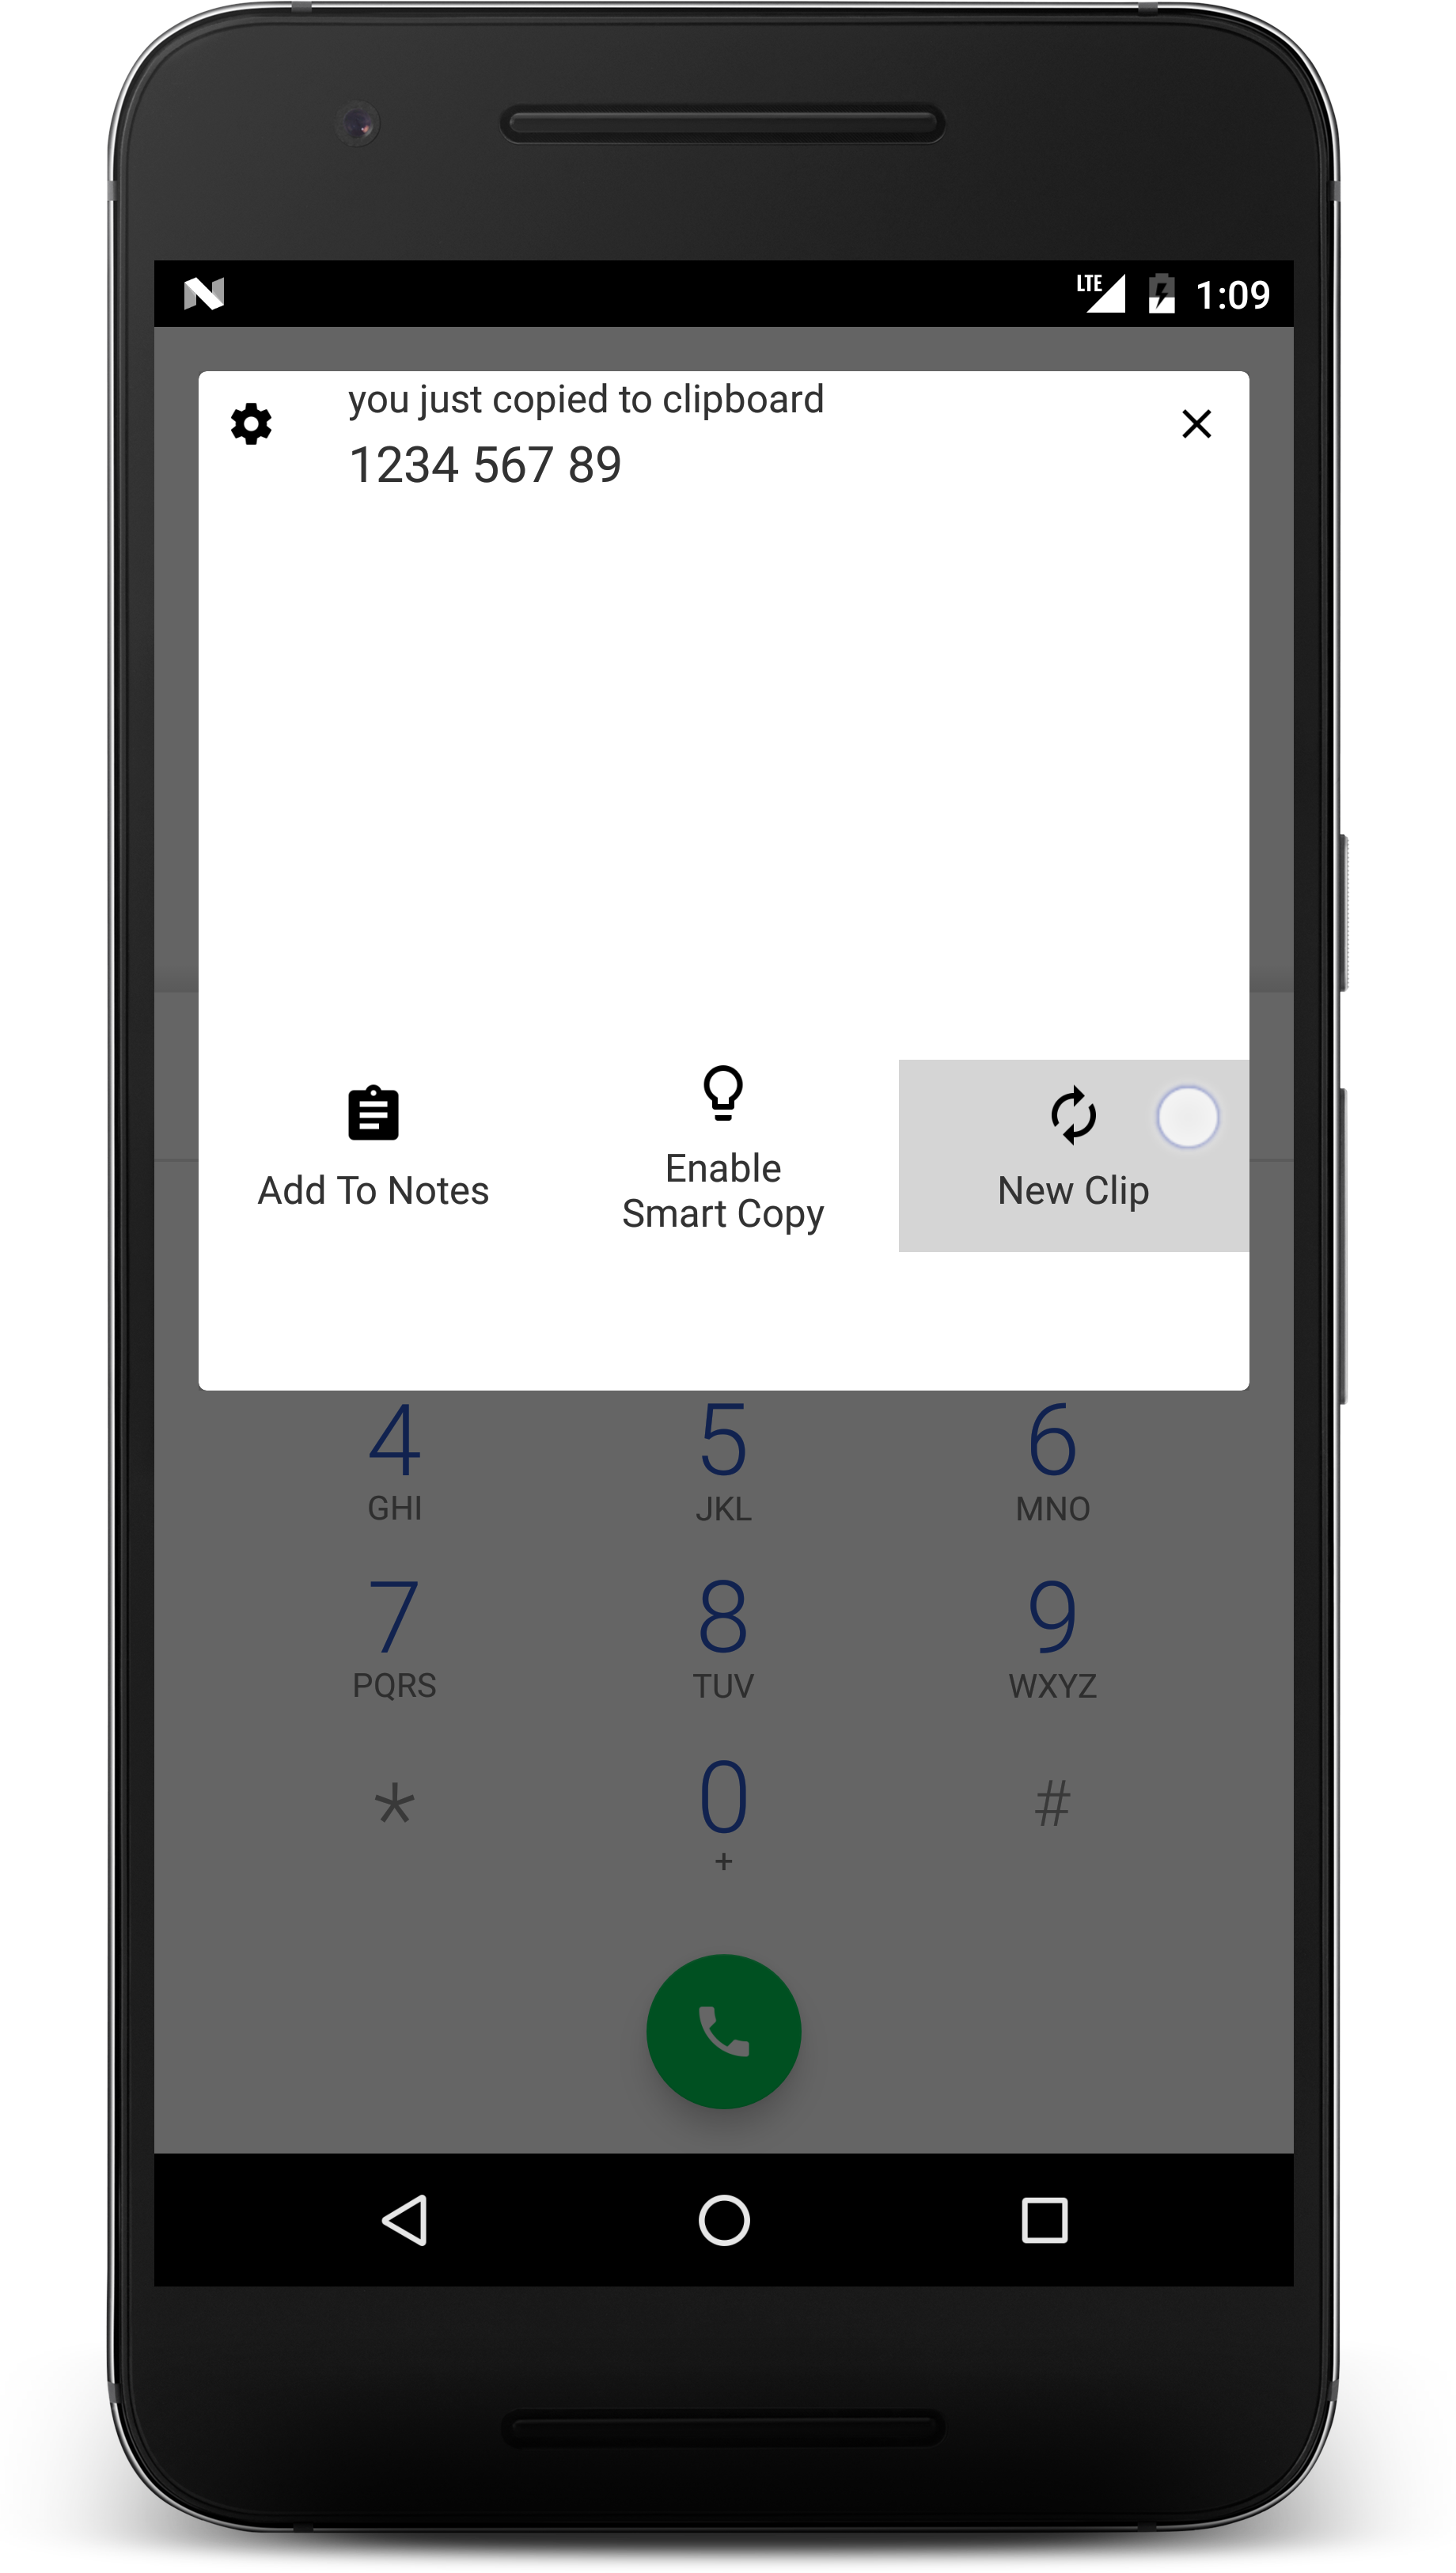 LTE 1:09
you just copied to clipboard
1234 567 89
Add To Notes
Enable
Smart Copy
New Clip
4 5 6
GHI JKL MNO
7 8 9
PQRS TUV WXYZ
* 0 #
+